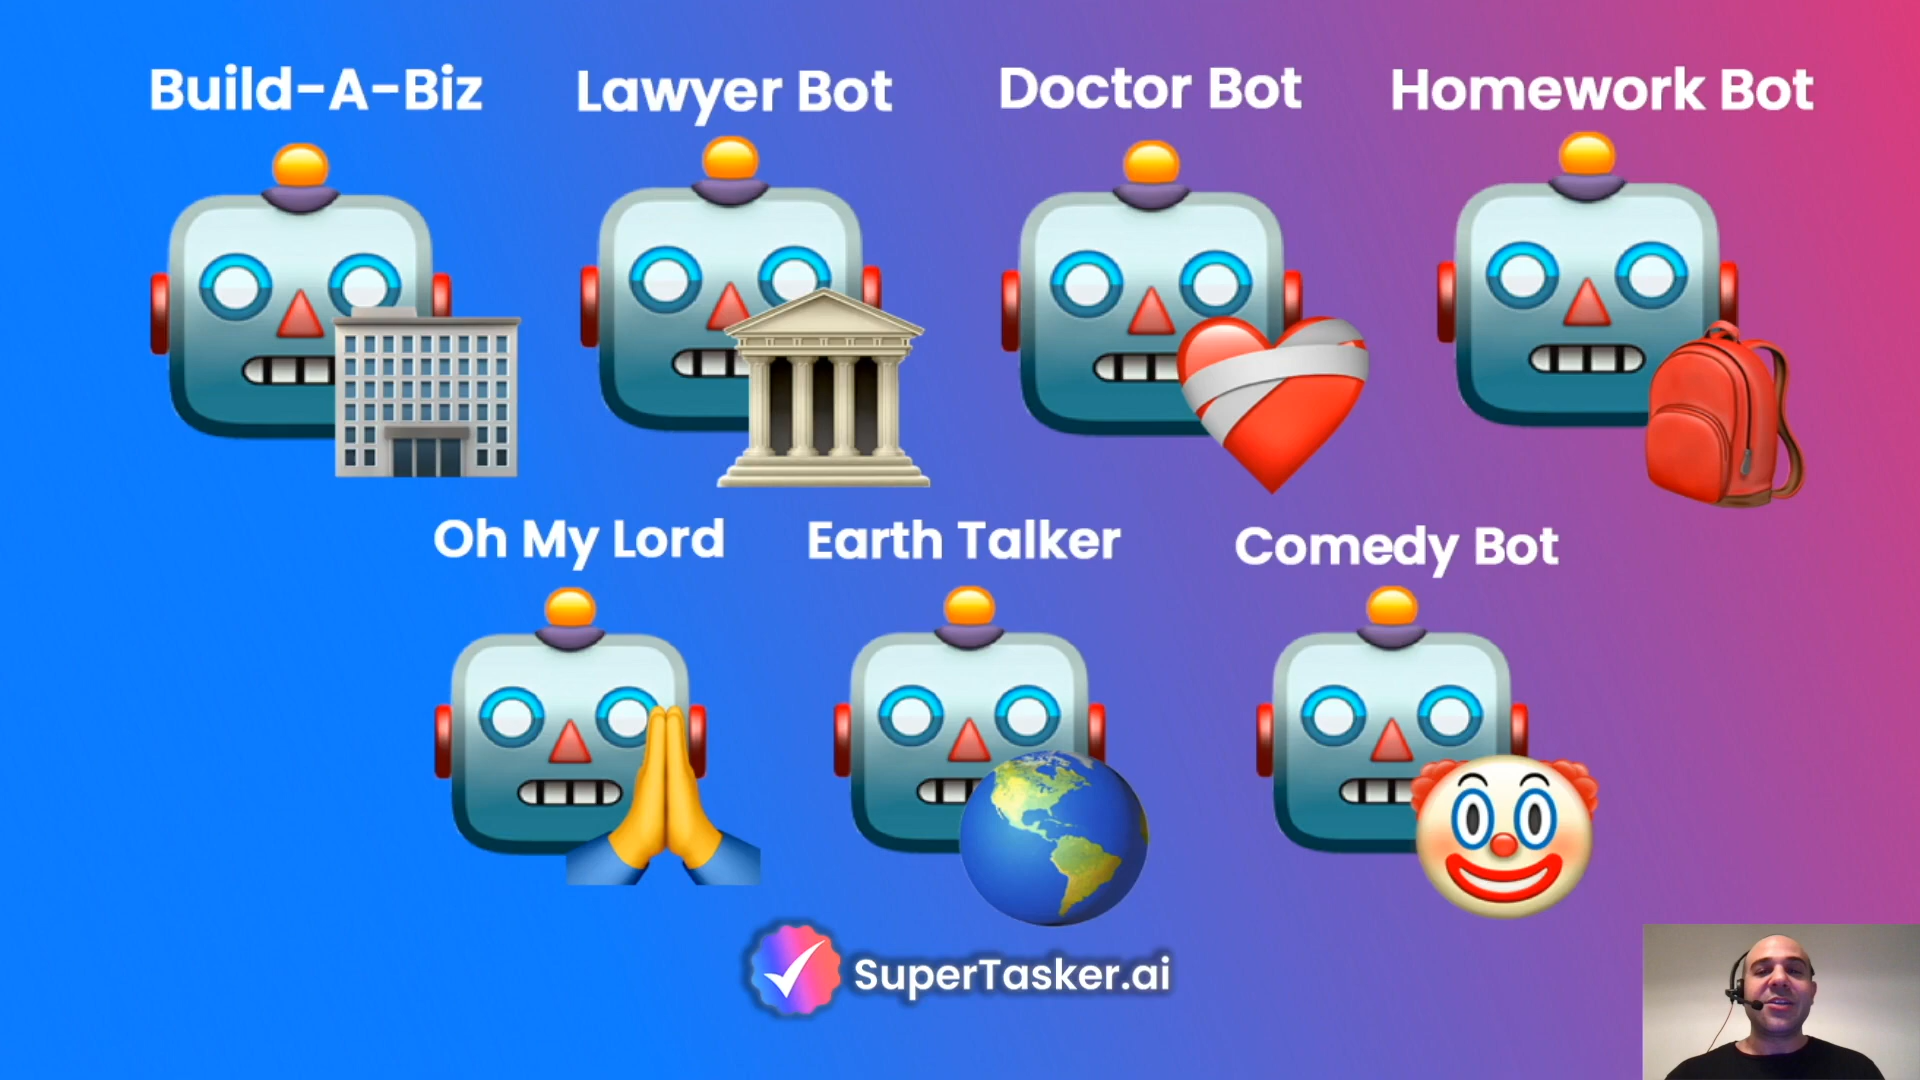 Build-A-Biz
Lawyer Bot
Doctor Bot
Homework Bot
Oh My Lord
Earth Talker
Comedy Bot
SuperTasker.ai